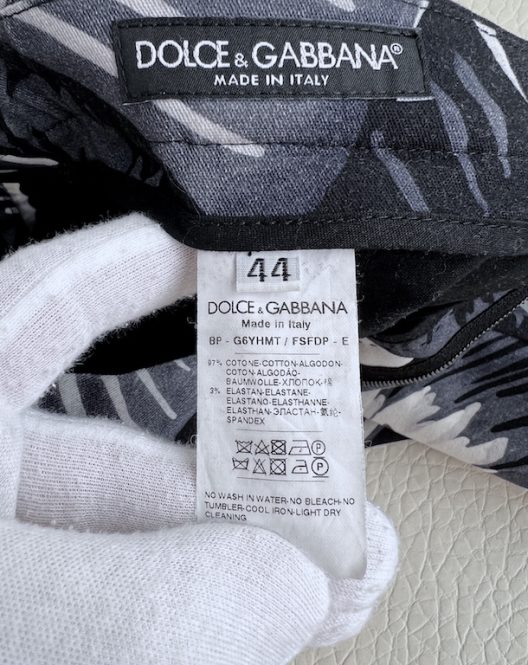 DOLCE & GABBANA®
MADE IN ITALY
44
DOLCE & GABBANA
Made in Italy
BP - G6YHMT / FSFDP - E
97% COTONE-COTTON-ALGODON-
COTON-ALGODÃO-
BAUMWOLLE-ХЛОПОК-棉
3% ELASTAN-ELASTANE-
ELASTANO-ELASTHANNE-
ELASTHAN-ЭЛАСТАН-氨纶-
SPANDEX
P
P
NO WASH IN WATER-NO BLEACH-NO
TUMBLER-COOL IRON-LIGHT DRY
CLEANING